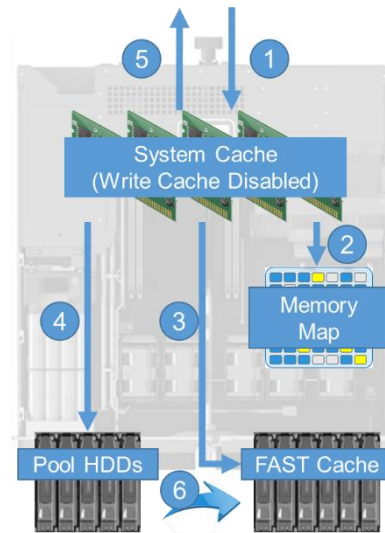 5
1
System Cache
(Write Cache Disabled)
2
4
3
Memory
Map
Pool HDDs
6
FAST Cache